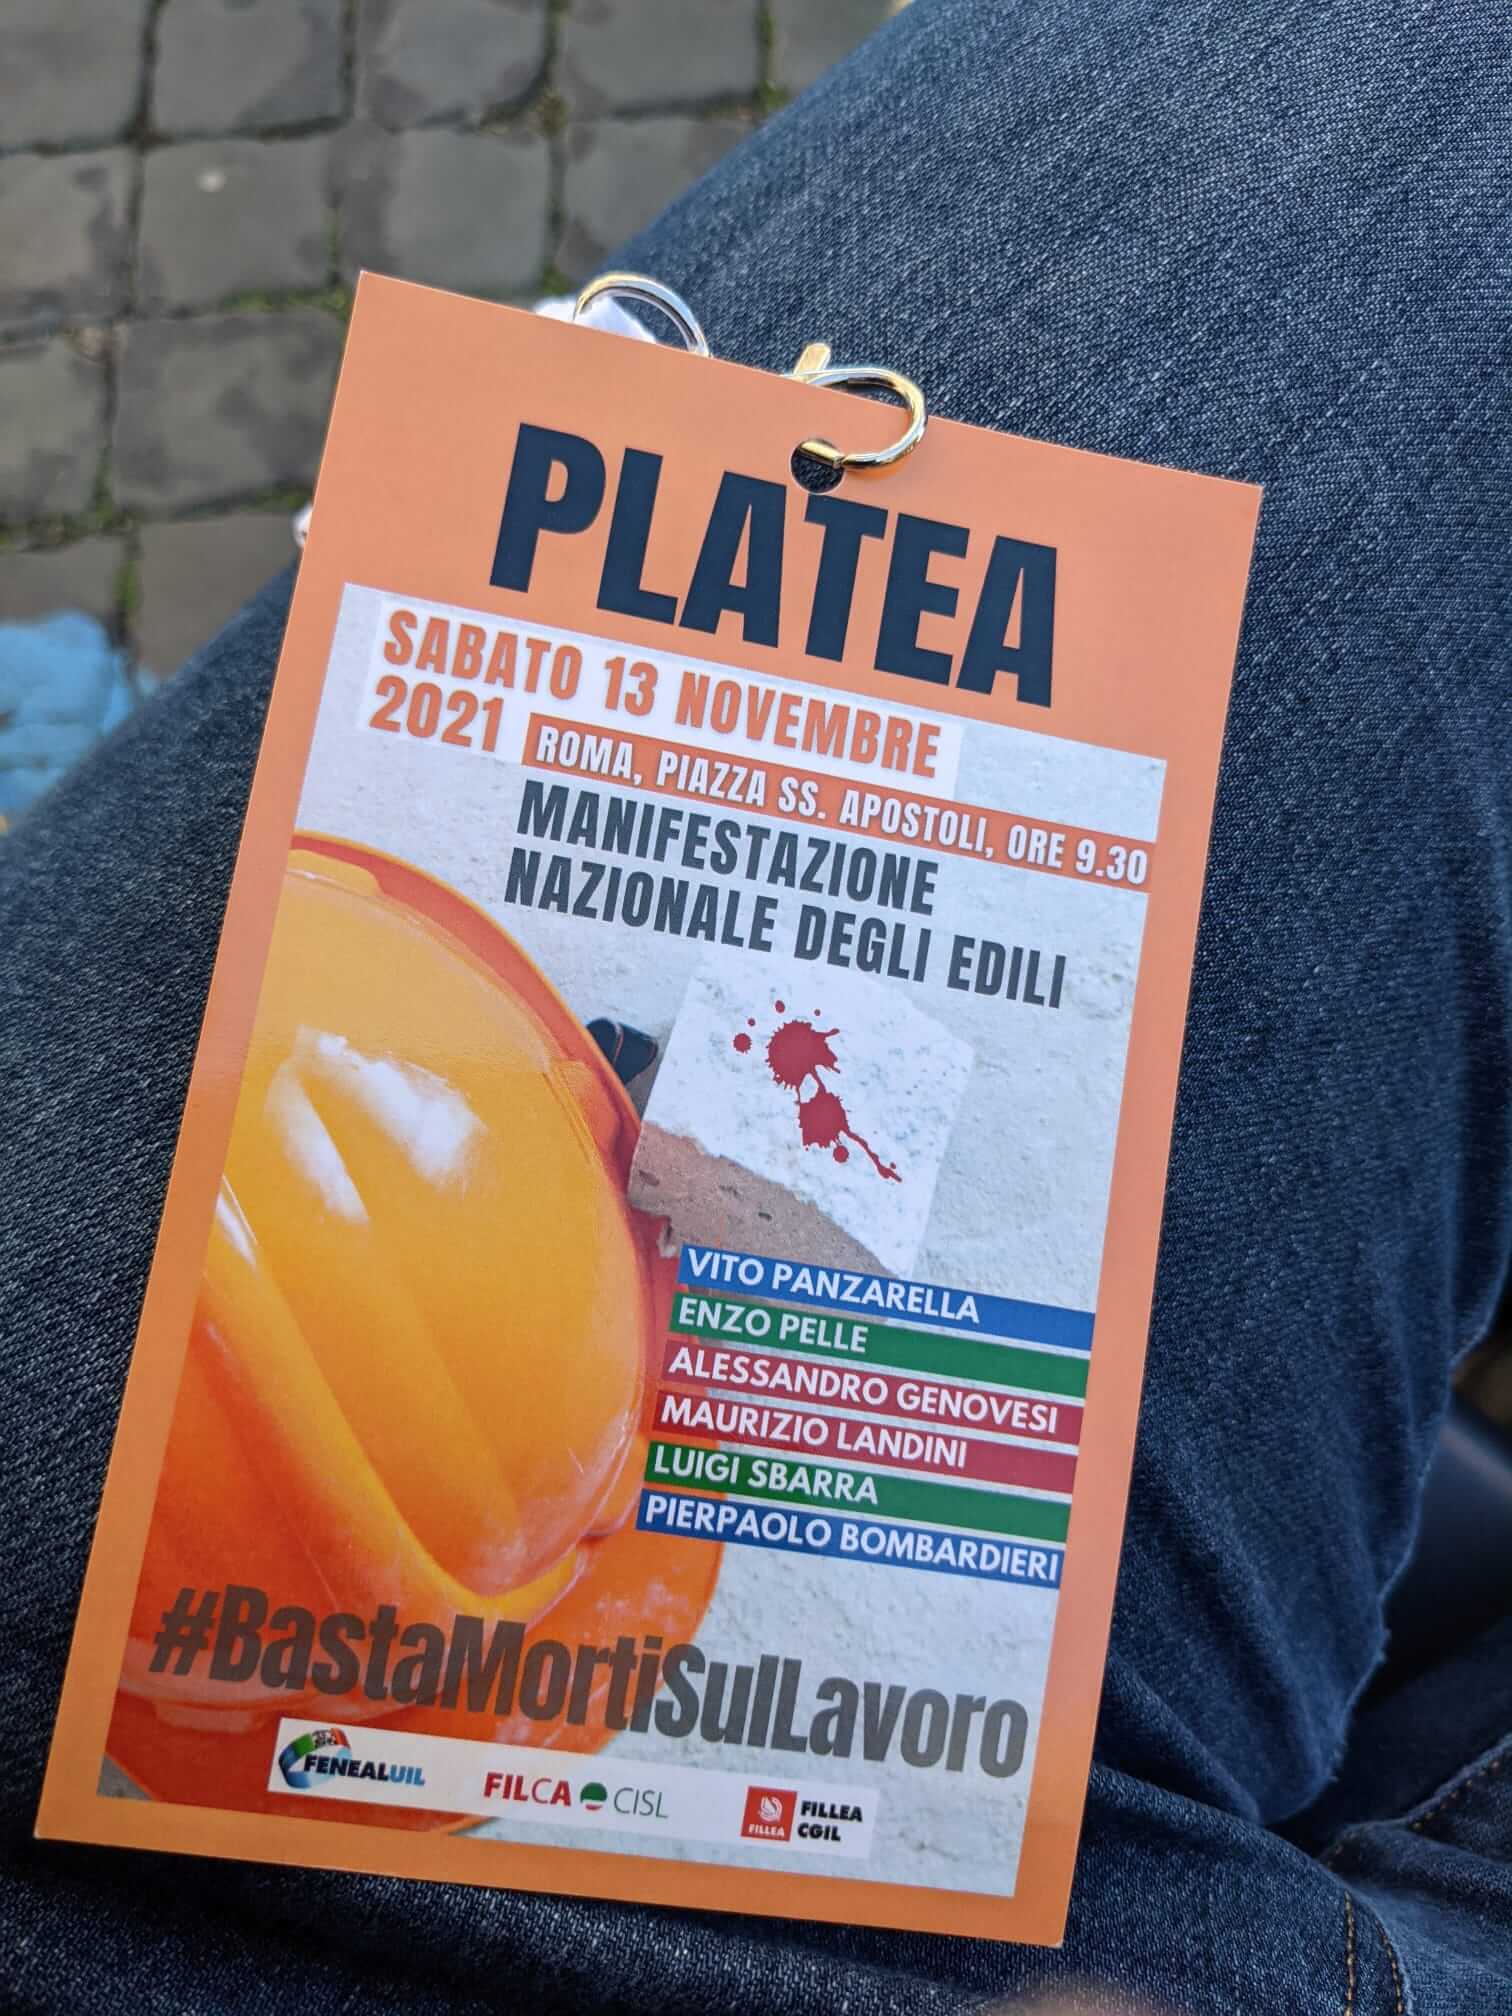 PLATEA
SABATO 13 NOVEMBRE
2021
ROMA, PIAZZA SS. APOSTOLI, ORE 9.30
MANIFESTAZIONE
NAZIONALE DEGLI EDILI
VITO PANZARELLA
ENZO PELLE
ALESSANDRO GENOVESI
MAURIZIO LANDINI
LUIGI SBARRA
PIERPAOLO BOMBARDIERI
#BastaMortiSulLavoro
FENEALUIL
FILCA CISL
FILLEA
FILLEA
CGIL